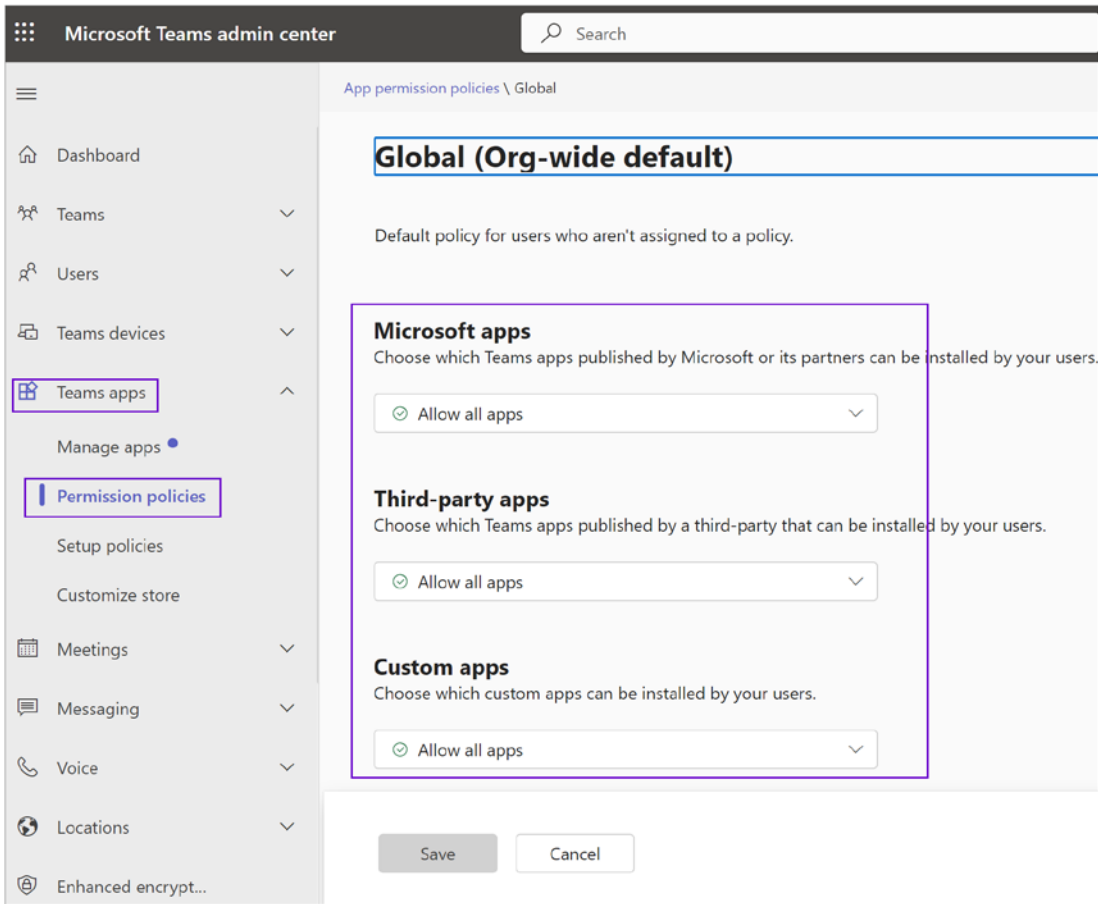 Microsoft Teams admin center
Search
App permission policies \ Global
Dashboard
Teams
Users
Teams devices
Teams apps
Manage apps
Permission policies
Setup policies
Customize store
Meetings
Messaging
Voice
Locations
Enhanced encrypt...
Global (Org-wide default)
Default policy for users who aren't assigned to a policy.
Microsoft apps
Choose which Teams apps published by Microsoft or its partners can be installed by your users.
Allow all apps
Third-party apps
Choose which Teams apps published by a third-party that can be installed by your users.
Allow all apps
Custom apps
Choose which custom apps can be installed by your users.
Allow all apps
Save
Cancel